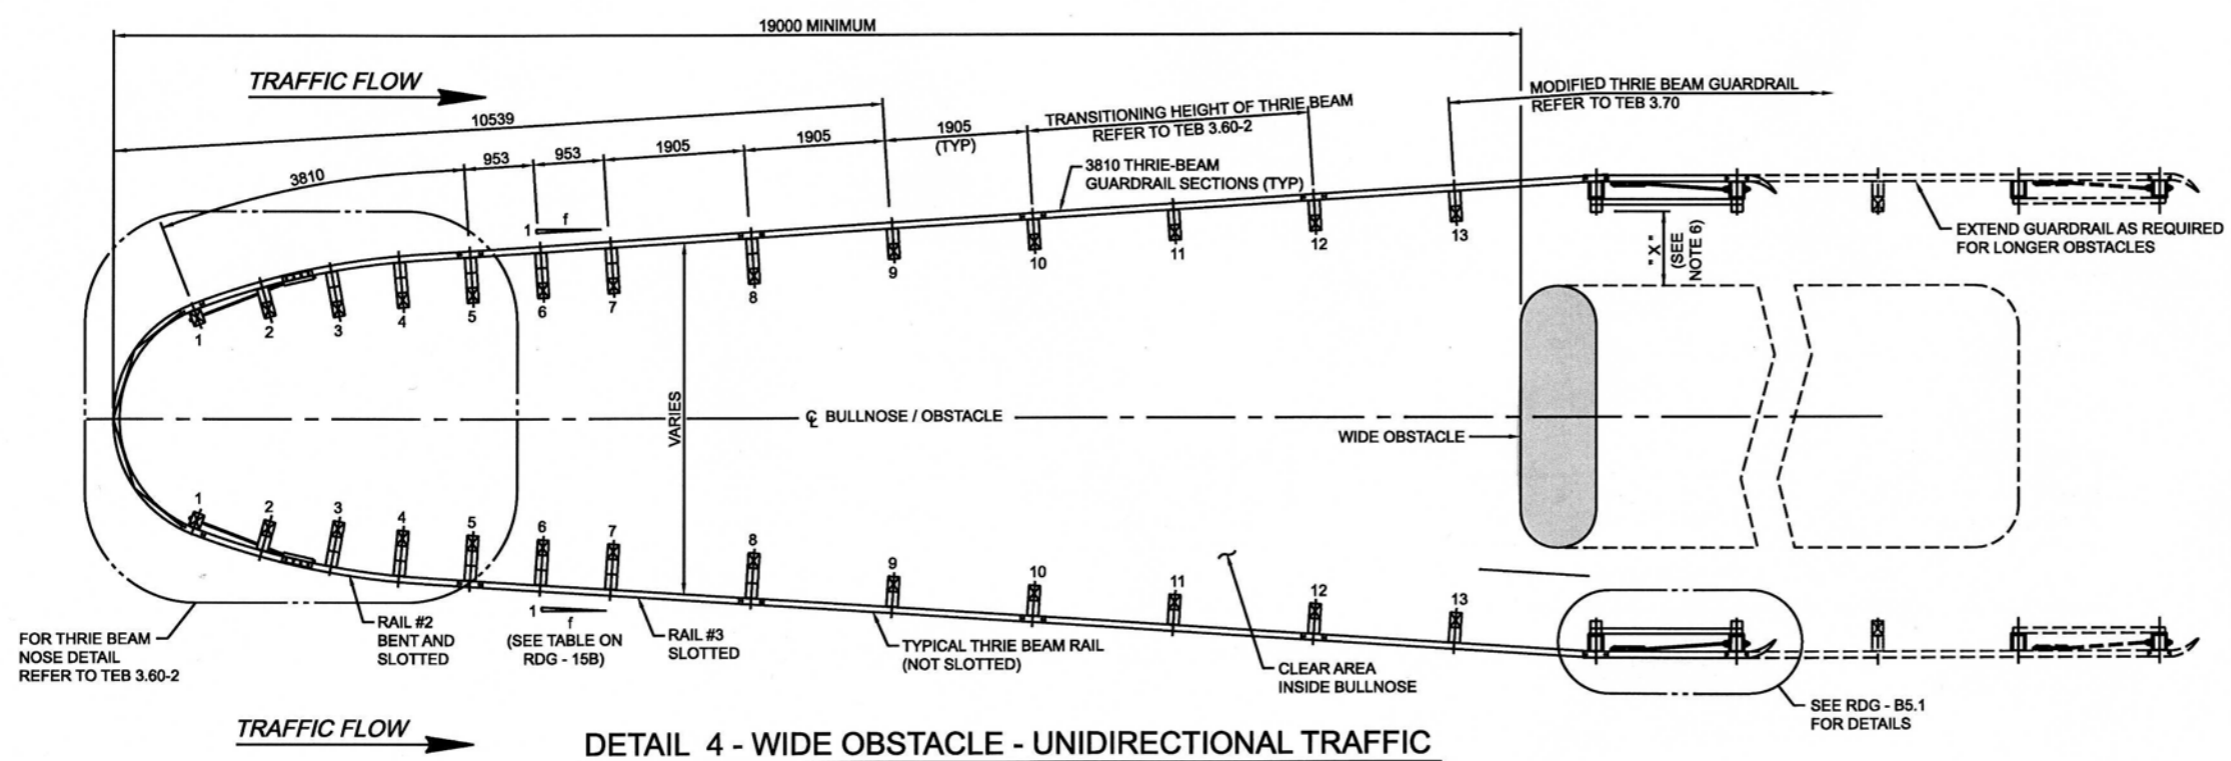 19000 MINIMUM
TRAFFIC FLOW
MODIFIED THRIE BEAM GUARDRAIL
REFER TO TEB 3.70
10539
TRANSITIONING HEIGHT OF THRIE BEAM
REFER TO TEB 3.60-2
1905
(TYP)
1905
1905
953
953
3810
3810 THRIE-BEAM
GUARDRAIL SECTIONS (TYP)
f
1
1
2
3
4
5
6
7
8
9
10
11
12
13
"X"
(SEE
NOTE 6)
EXTEND GUARDRAIL AS REQUIRED
FOR LONGER OBSTACLES
VARIES
℄ BULLNOSE / OBSTACLE
WIDE OBSTACLE
1
2
3
4
5
6
7
8
9
10
11
12
13
1
f
(SEE TABLE ON
RDG - 15B)
FOR THRIE BEAM
NOSE DETAIL
REFER TO TEB 3.60-2
RAIL #2
BENT AND
SLOTTED
RAIL #3
SLOTTED
TYPICAL THRIE BEAM RAIL
(NOT SLOTTED)
CLEAR AREA
INSIDE BULLNOSE
SEE RDG - B5.1
FOR DETAILS
TRAFFIC FLOW
DETAIL 4 - WIDE OBSTACLE - UNIDIRECTIONAL TRAFFIC